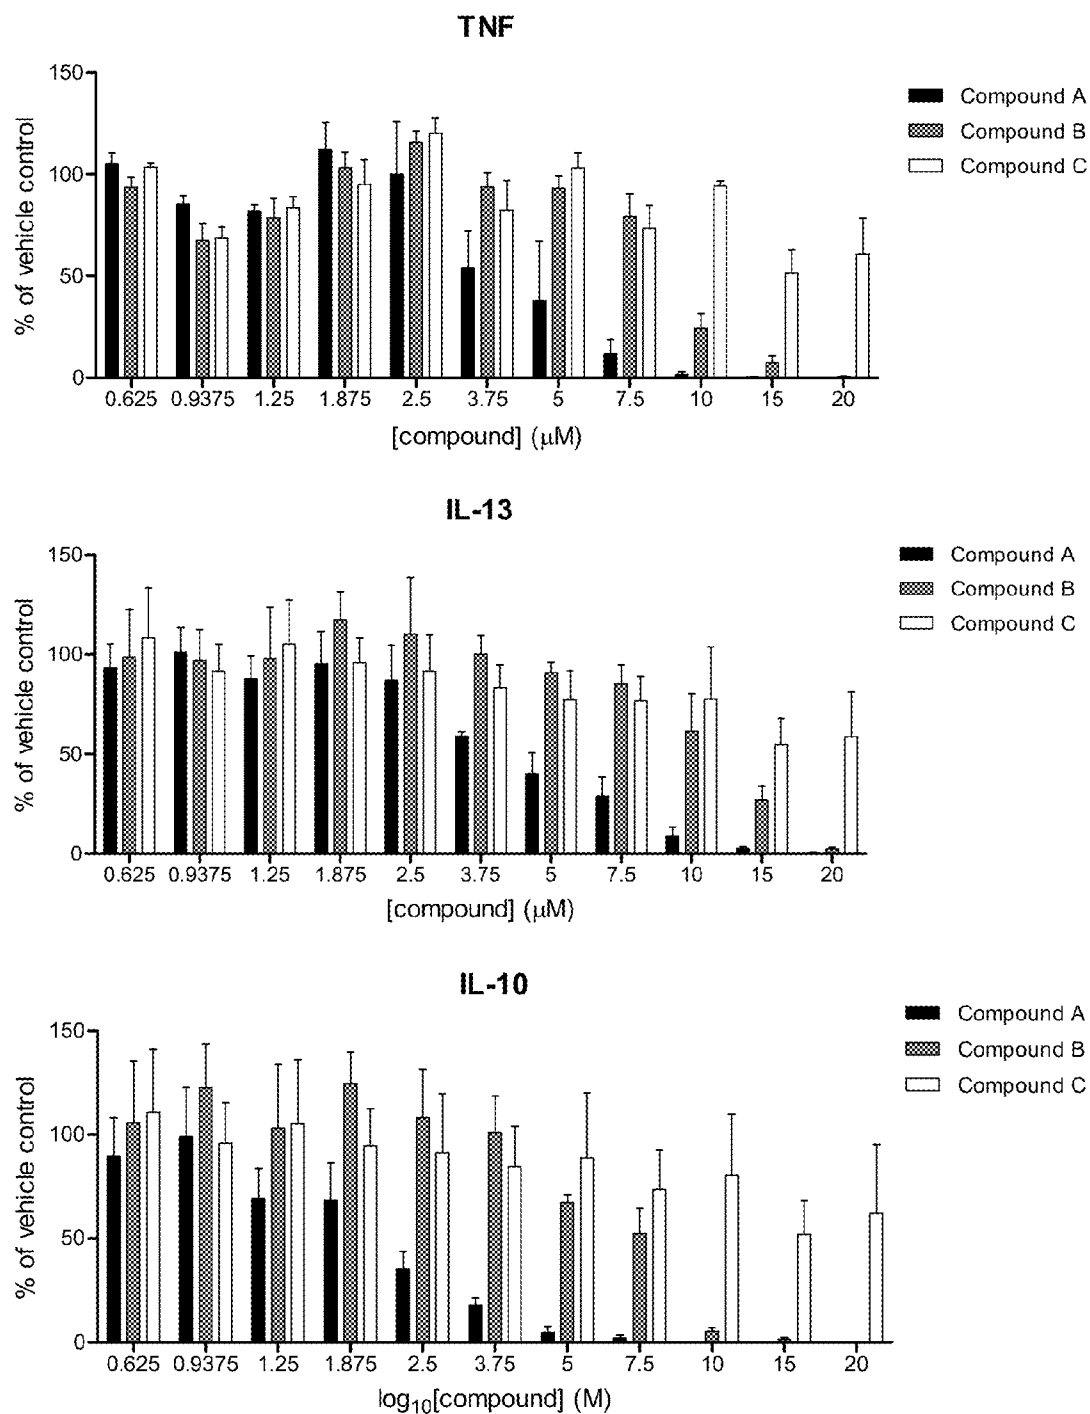 TNF
% of vehicle control
150
100
50
0
0.625 0.9375 1.25 1.875 2.5 3.75 5 7.5 10 15 20
[compound] (μM)
Compound A
Compound B
Compound C
IL-13
% of vehicle control
150
100
50
0
0.625 0.9375 1.25 1.875 2.5 3.75 5 7.5 10 15 20
[compound] (μM)
Compound A
Compound B
Compound C
IL-10
% of vehicle control
150
100
50
0
0.625 0.9375 1.25 1.875 2.5 3.75 5 7.5 10 15 20
log10[compound] (M)
Compound A
Compound B
Compound C